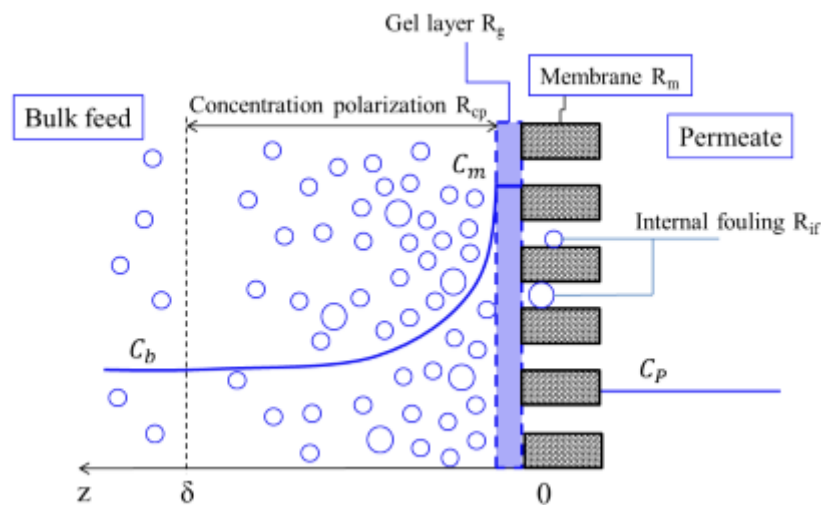 Gel layer R_g
Membrane R_m
Bulk feed
Concentration polarization R_cp
Permeate
C_m
Internal fouling R_if
C_b
C_P
z
δ
0